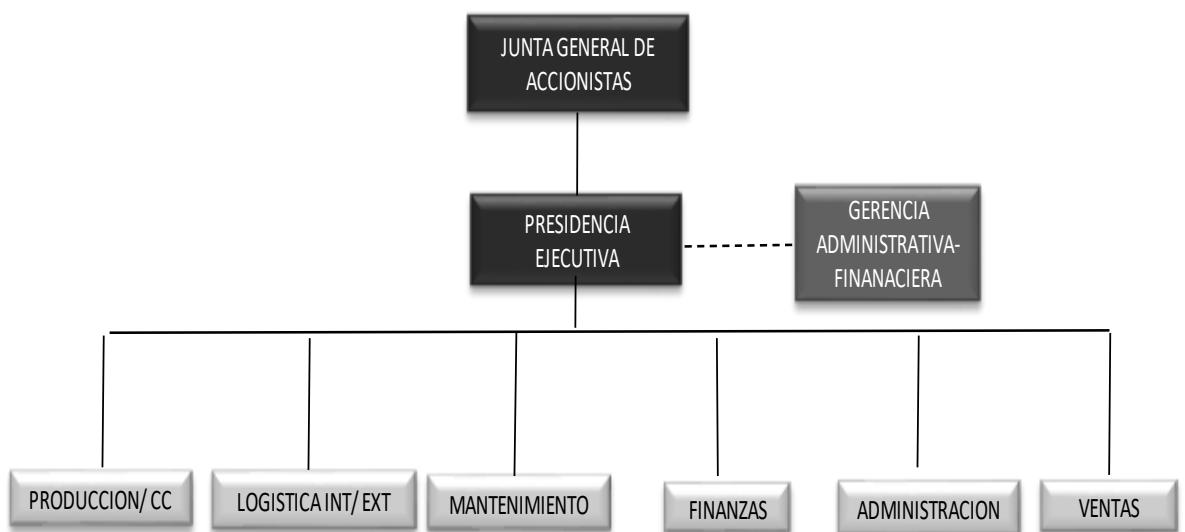 JUNTA GENERAL DE
ACCIONISTAS
PRESIDENCIA
EJECUTIVA
GERENCIA
ADMINISTRATIVA-
FINANACIERA
PRODUCCION/ CC
LOGISTICA INT/ EXT
MANTENIMIENTO
FINANZAS
ADMINISTRACION
VENTAS